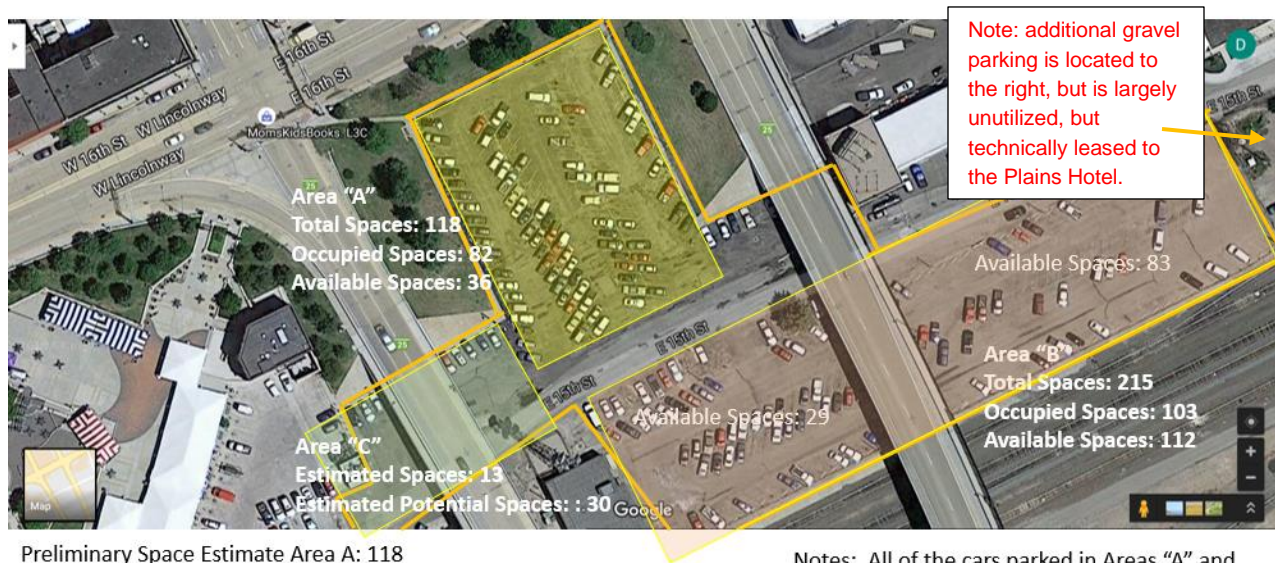 Note: additional gravel
parking is located to
the right, but is largely
unutilized, but
technically leased to
the Plains Hotel.
D
E 16th St
E 16th St
W 16th St
W Lincolnway
W Lincolnway
MomsKidsBooks L3C
25
25
25
E 15th St
Area "A"
Total Spaces: 118
Occupied Spaces: 82
Available Spaces: 36
Available Spaces: 83
E 15th St
E 15th St
Area "B"
Total Spaces: 215
Occupied Spaces: 103
Available Spaces: 112
Available Spaces: 29
Area "C"
Estimated Spaces: 13
Estimated Potential Spaces: : 30
Google
Map
Preliminary Space Estimate Area A: 118
Notes: All of the cars parked in Areas "A" and